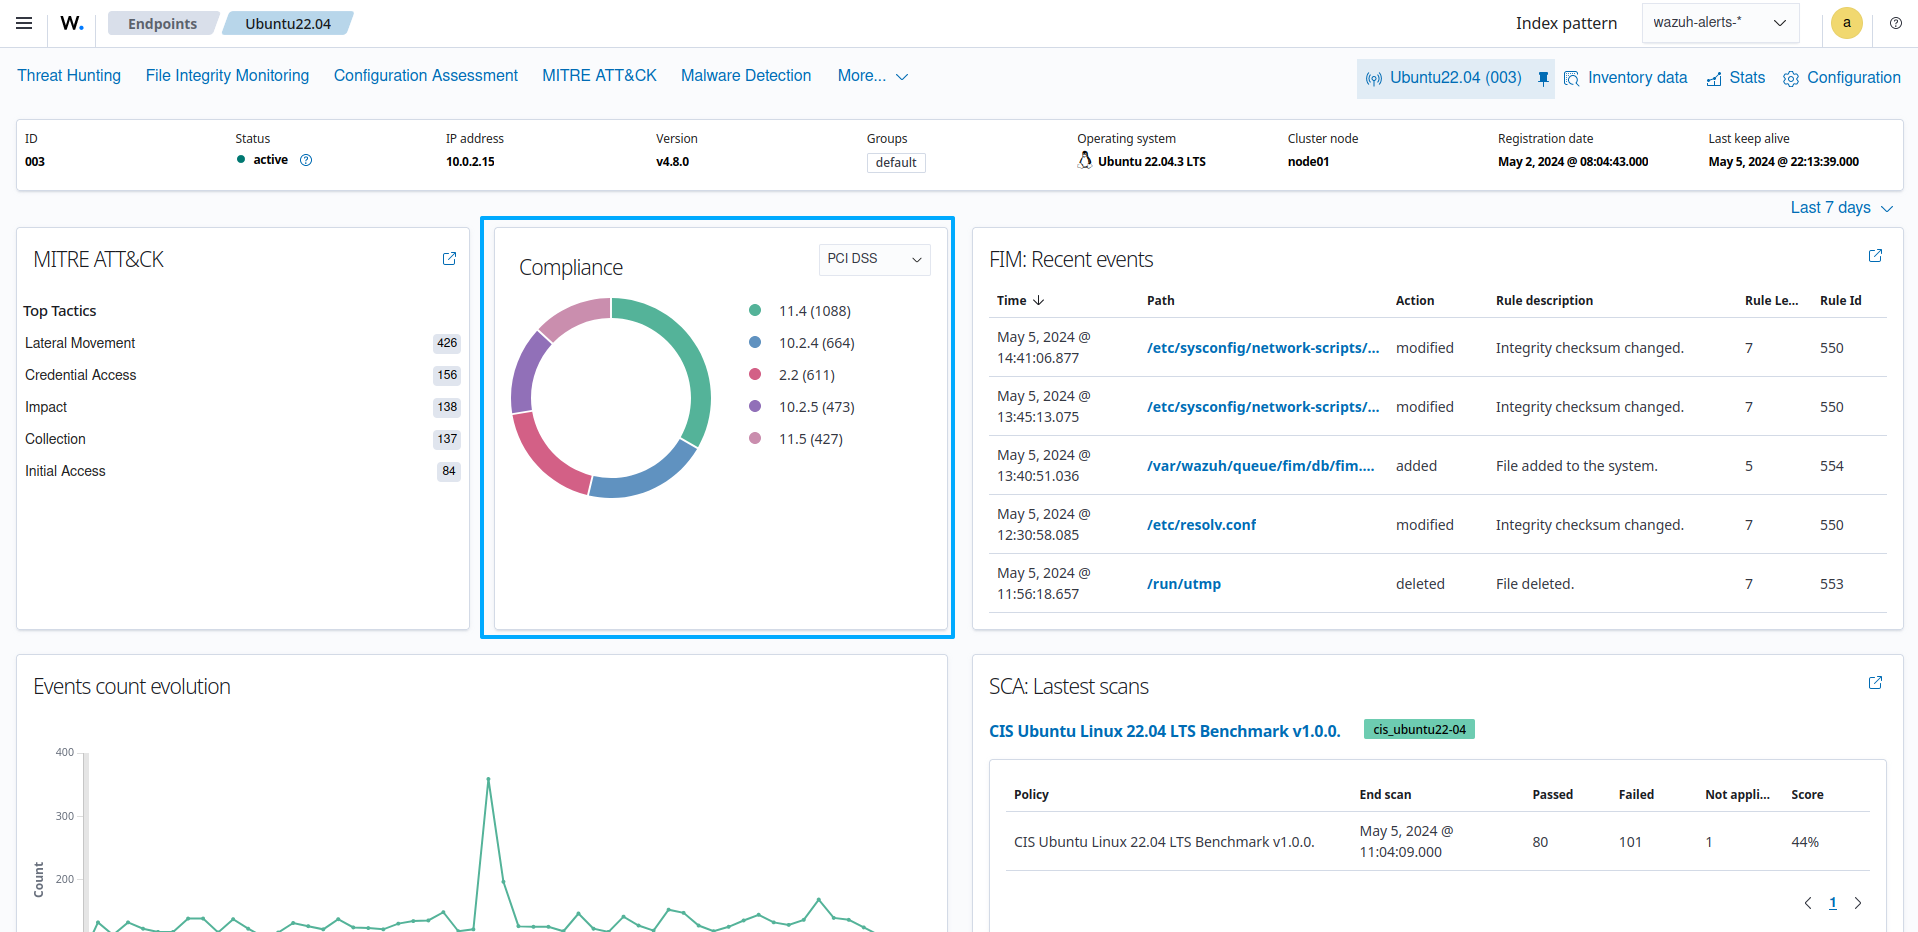 W.
Endpoints
Ubuntu22.04
Index pattern
wazuh-alerts-*
a
Threat Hunting
File Integrity Monitoring
Configuration Assessment
MITRE ATT&CK
Malware Detection
More...
Ubuntu22.04 (003)
Inventory data
Stats
Configuration
ID
Status
IP address
Version
Groups
Operating system
Cluster node
Registration date
Last keep alive
003
active
10.0.2.15
v4.8.0
default
Ubuntu 22.04.3 LTS
node01
May 2, 2024 @ 08:04:43.000
May 5, 2024 @ 22:13:39.000
Last 7 days
MITRE ATT&CK
Top Tactics
Lateral Movement 426
Credential Access 156
Impact 138
Collection 137
Initial Access 84
Compliance
PCI DSS
11.4 (1088)
10.2.4 (664)
2.2 (611)
10.2.5 (473)
11.5 (427)
FIM: Recent events
Time Path Action Rule description Rule Le... Rule Id
May 5, 2024 @
14:41:06.877
/etc/sysconfig/network-scripts/... modified Integrity checksum changed. 7 550
May 5, 2024 @
13:45:13.075
/etc/sysconfig/network-scripts/... modified Integrity checksum changed. 7 550
May 5, 2024 @
13:40:51.036
/var/wazuh/queue/fim/db/fim.... added File added to the system. 5 554
May 5, 2024 @
12:30:58.085
/etc/resolv.conf modified Integrity checksum changed. 7 550
May 5, 2024 @
11:56:18.657
/run/utmp deleted File deleted. 7 553
Events count evolution
400
300
200
Count
SCA: Lastest scans
CIS Ubuntu Linux 22.04 LTS Benchmark v1.0.0.
cis_ubuntu22-04
Policy End scan Passed Failed Not appli... Score
CIS Ubuntu Linux 22.04 LTS Benchmark v1.0.0.
May 5, 2024 @
11:04:09.000
80 101 1 44%
1